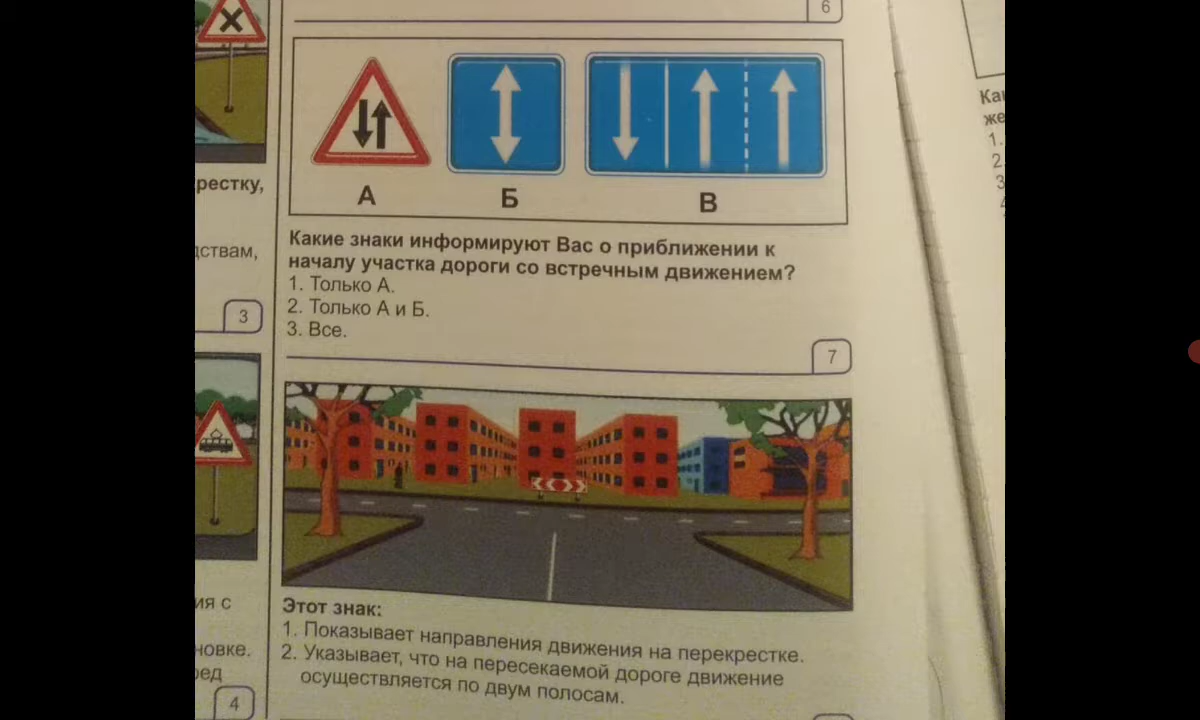 6
А
Б
В
Какие знаки информируют Вас о приближении к
началу участка дороги со встречным движением?
1. Только А.
2. Только А и Б.
3. Все.
7
Этот знак:
1. Показывает направления движения на перекрестке.
2. Указывает, что на пересекаемой дороге движение
осуществляется по двум полосам.
рестку,
дствам,
3
ия с
новке.
ред
4
1.
2.
3